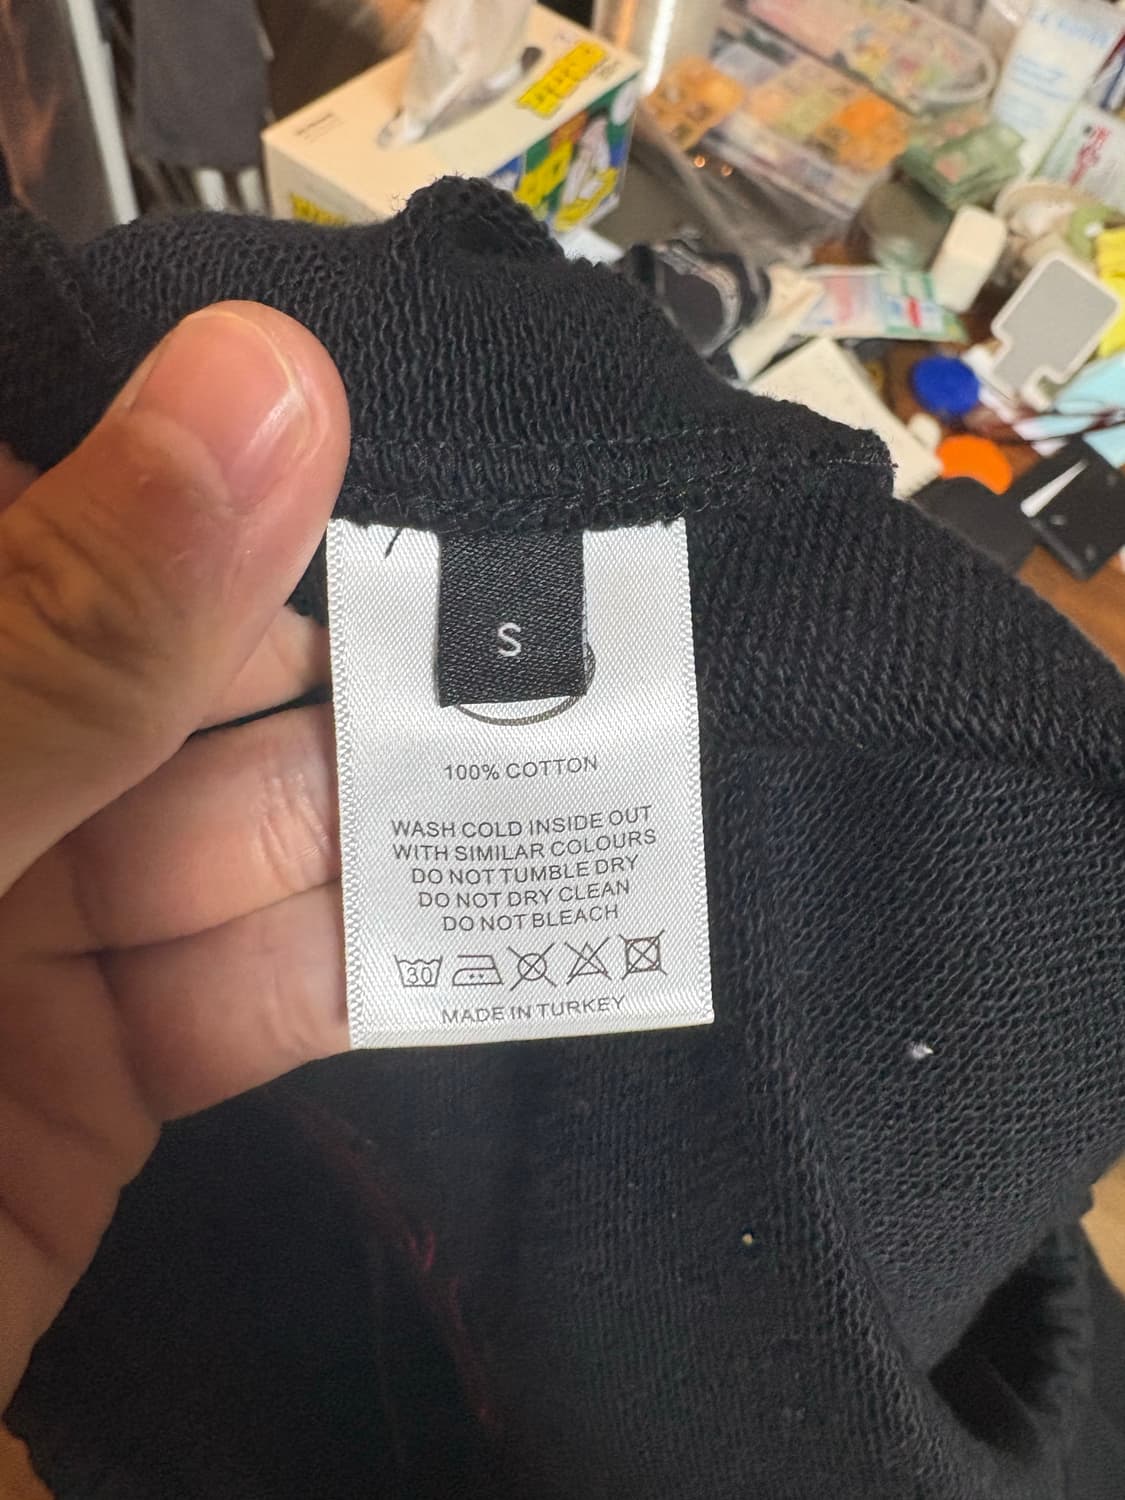 S
100% COTTON
WASH COLD INSIDE OUT
WITH SIMILAR COLOURS
DO NOT TUMBLE DRY
DO NOT DRY CLEAN
DO NOT BLEACH
30
MADE IN TURKEY